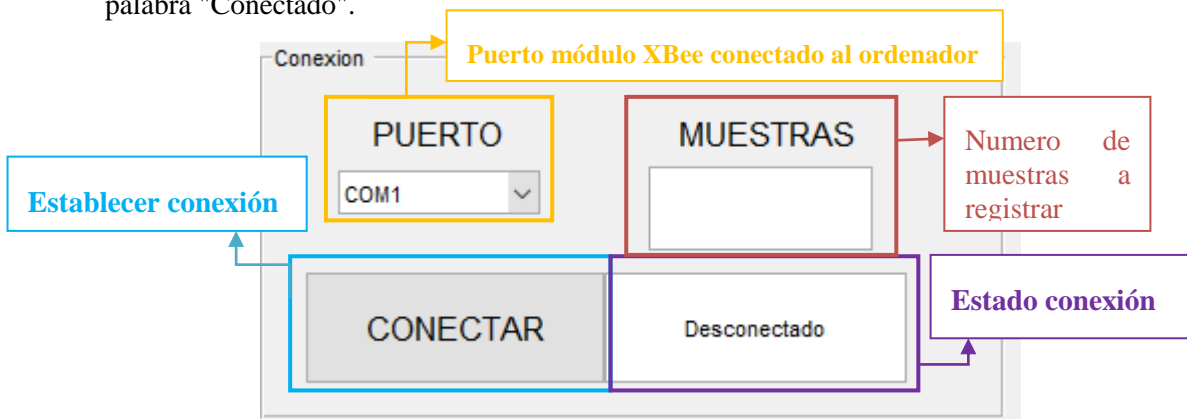 palabra "Conectado".
Conexion
Puerto módulo XBee conectado al ordenador
PUERTO
MUESTRAS
COM1
Numero de
muestras a
registrar
Establecer conexión
CONECTAR
Desconectado
Estado conexión